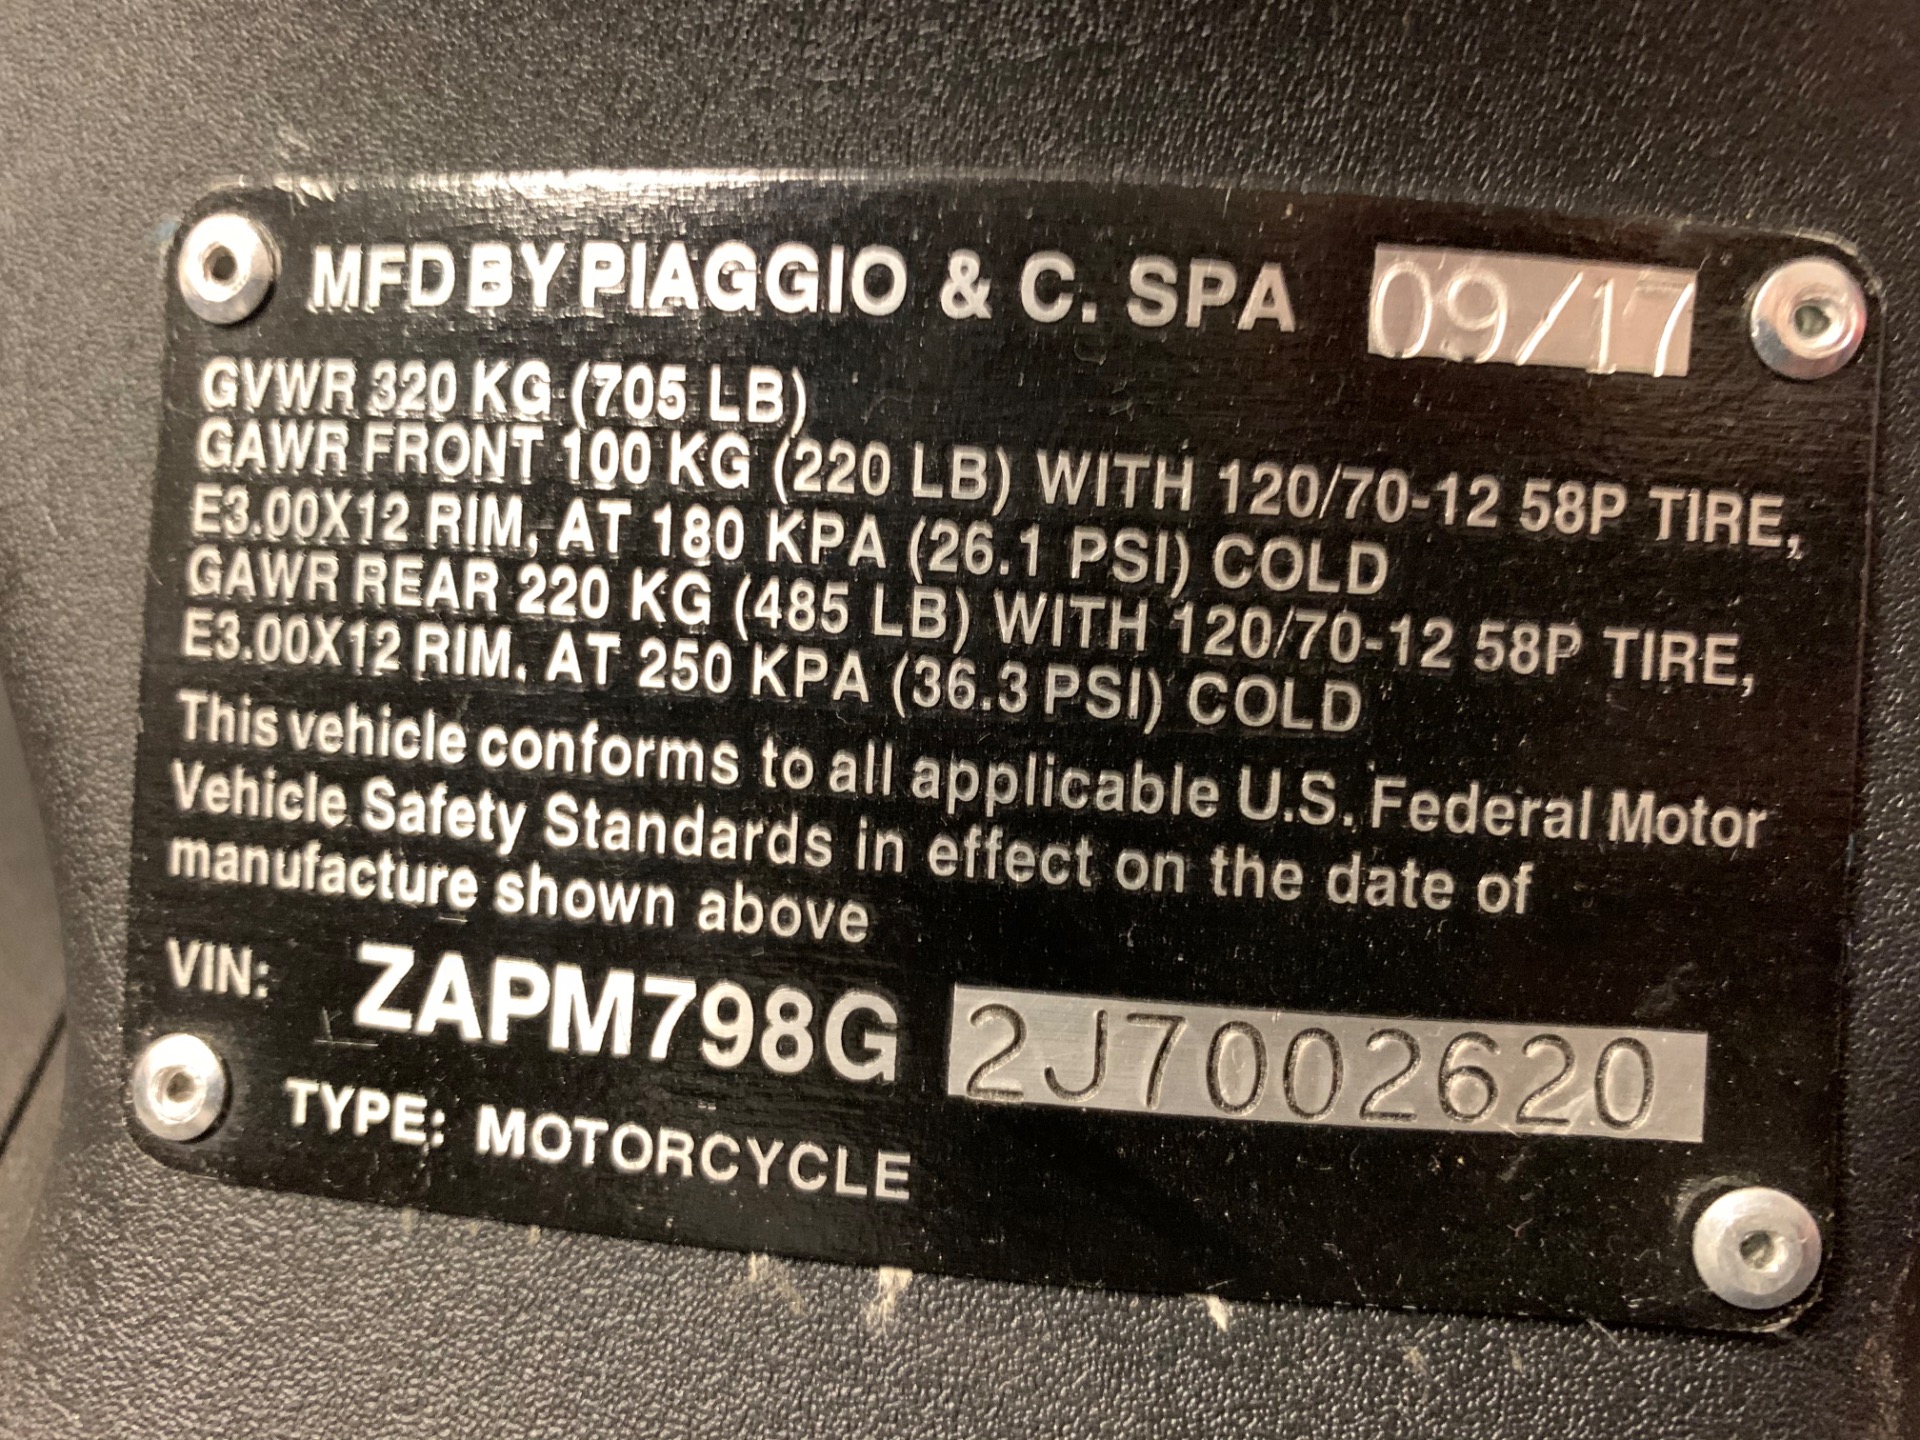 MFD BY PIAGGIO & C. SPA 09/17
GVWR 320 KG (705 LB)
GAWR FRONT 100 KG (220 LB) WITH 120/70-12 58P TIRE,
E3.00X12 RIM, AT 180 KPA (26.1 PSI) COLD
GAWR REAR 220 KG (485 LB) WITH 120/70-12 58P TIRE,
E3.00X12 RIM, AT 250 KPA (36.3 PSI) COLD
This vehicle conforms to all applicable U.S. Federal Motor
Vehicle Safety Standards in effect on the date of
manufacture shown above
VIN: ZAPM798G2J7002620
TYPE: MOTORCYCLE